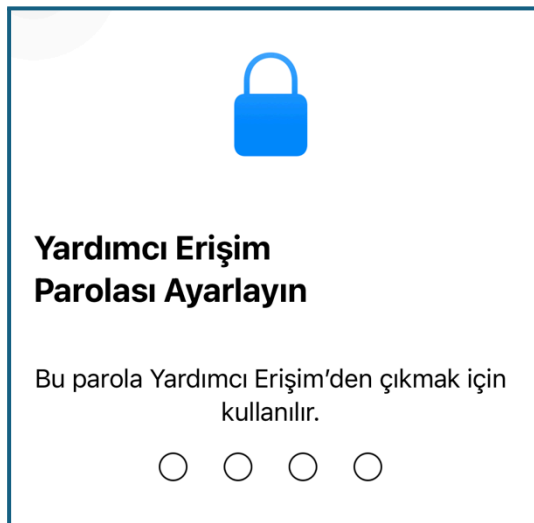 Yardımcı Erişim
Parolası Ayarlayın
Bu parola Yardımcı Erişim’den çıkmak için
kullanılır.